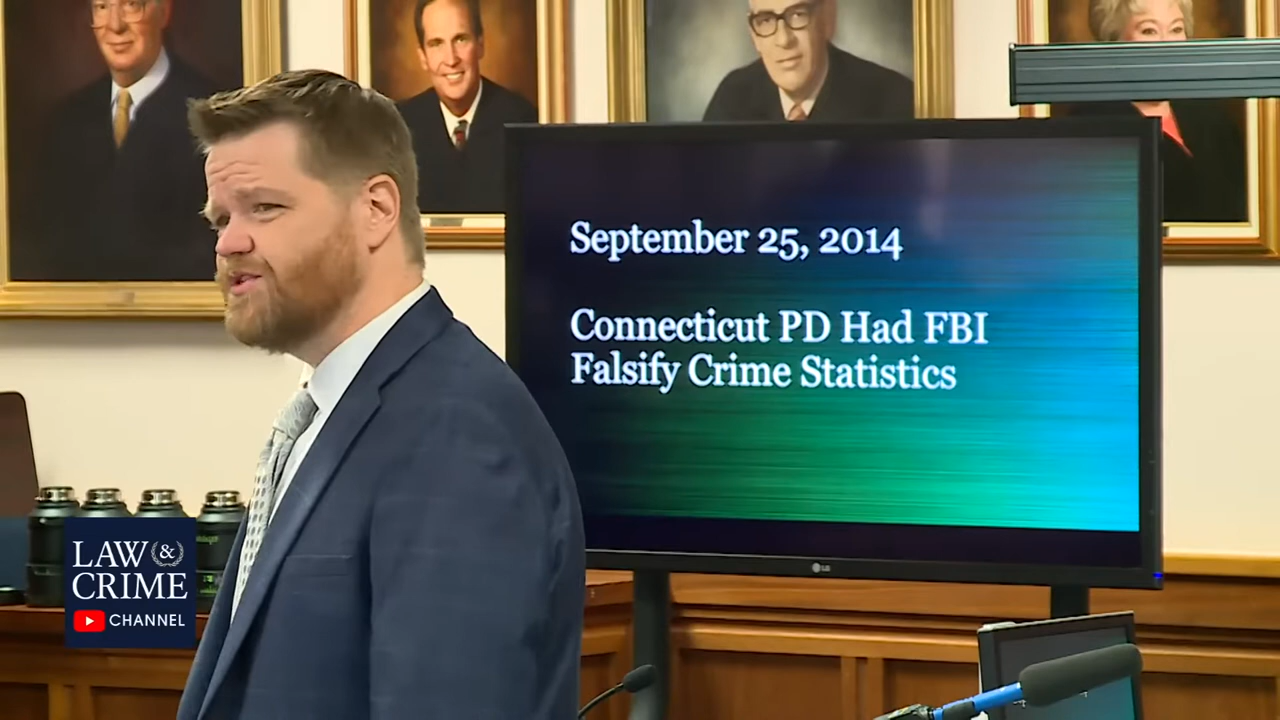 September 25, 2014
Connecticut PD Had FBI
Falsify Crime Statistics
LAW &
CRIME
CHANNEL
LG